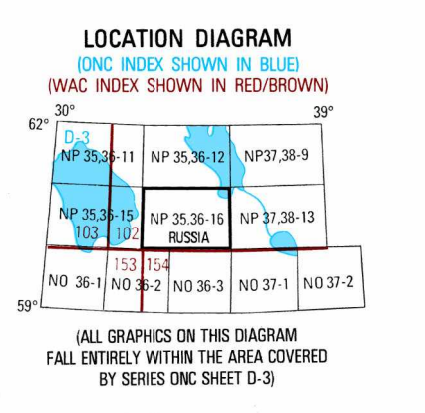 LOCATION DIAGRAM
(ONC INDEX SHOWN IN BLUE)
(WAC INDEX SHOWN IN RED/BROWN)
30° 39°
62°
D-3
NP 35,36-11 NP 35,36-12 NP37,38-9
NP 35,36-15 NP 35.36-16 NP 37,38-13
103 102 RUSSIA
153 154
NO 36-1 NO 36-2 NO 36-3 NO 37-1 NO 37-2
59°
(ALL GRAPHICS ON THIS DIAGRAM
FALL ENTIRELY WITHIN THE AREA COVERED
BY SERIES ONC SHEET D-3)